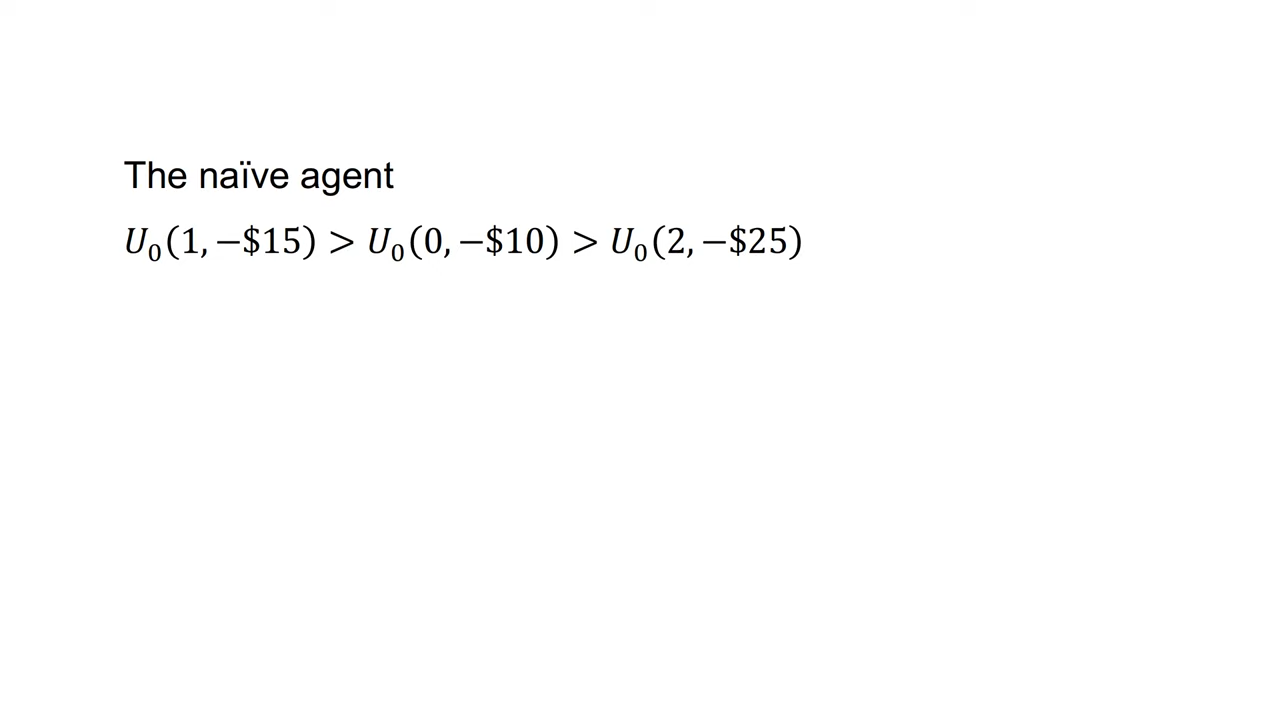 The naïve agent
𝑈₀(1, −$15) > 𝑈₀(0, −$10) > 𝑈₀(2, −$25)